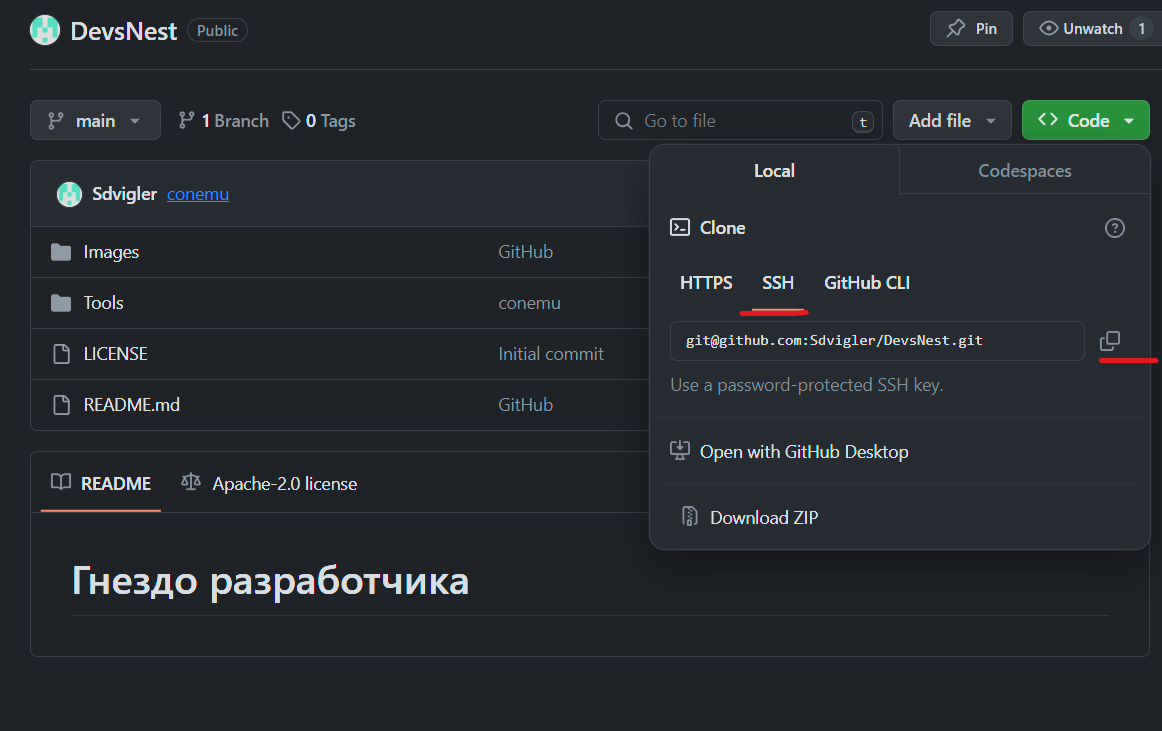 DevsNest Public Pin Unwatch 1
main 1 Branch 0 Tags Go to file t Add file Code
Local Codespaces
Sdvigler conemu
Clone
Images GitHub
HTTPS SSH GitHub CLI
Tools conemu
git@github.com:Sdvigler/DevsNest.git
LICENSE Initial commit
Use a password-protected SSH key.
README.md GitHub
Open with GitHub Desktop
README Apache-2.0 license
Download ZIP
Гнездо разработчика